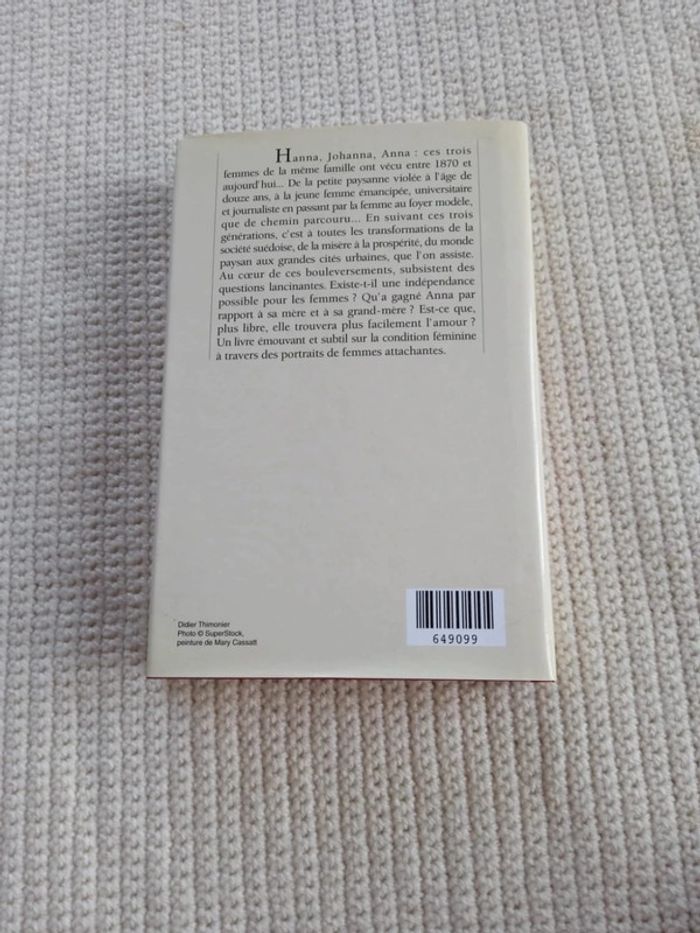 Hanna, Johanna, Anna : ces trois
femmes de la même famille ont vécu entre 1870 et
aujourd'hui... De la petite paysanne violée à l'âge de
douze ans, à la jeune femme émancipée, universitaire
et journaliste en passant par la femme au foyer modèle,
que de chemin parcouru... En suivant ces trois
générations, c'est à toutes les transformations de la
société suédoise, de la misère à la prospérité, du monde
paysan aux grandes cités urbaines, que l'on assiste.
Au cœur de ces bouleversements, subsistent des
questions lancinantes. Existe-t-il une indépendance
possible pour les femmes ? Qu'a gagné Anna par
rapport à sa mère et à sa grand-mère ? Est-ce que,
plus libre, elle trouvera plus facilement l'amour ?
Un livre émouvant et subtil sur la condition féminine
à travers des portraits de femmes attachantes.
Didier Thimonier
Photo © SuperStock,
peinture de Mary Cassatt
649099